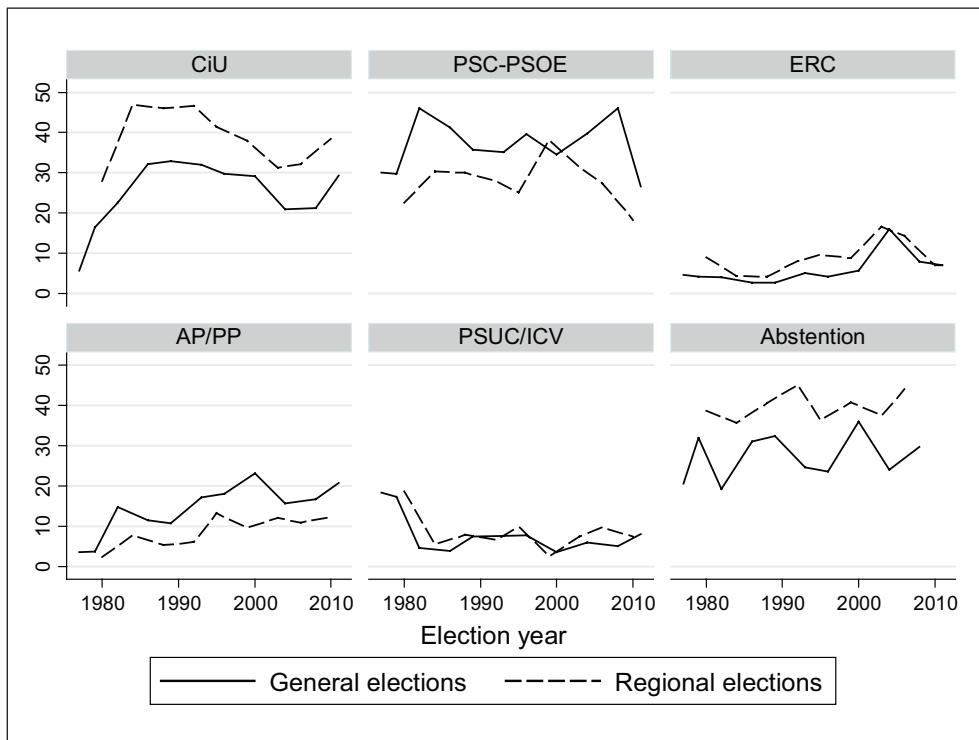 CiU PSC-PSOE ERC
50
40
30
20
10
0
AP/PP PSUC/ICV Abstention
50
40
30
20
10
0
1980 1990 2000 2010 1980 1990 2000 2010 1980 1990 2000 2010
Election year
General elections Regional elections